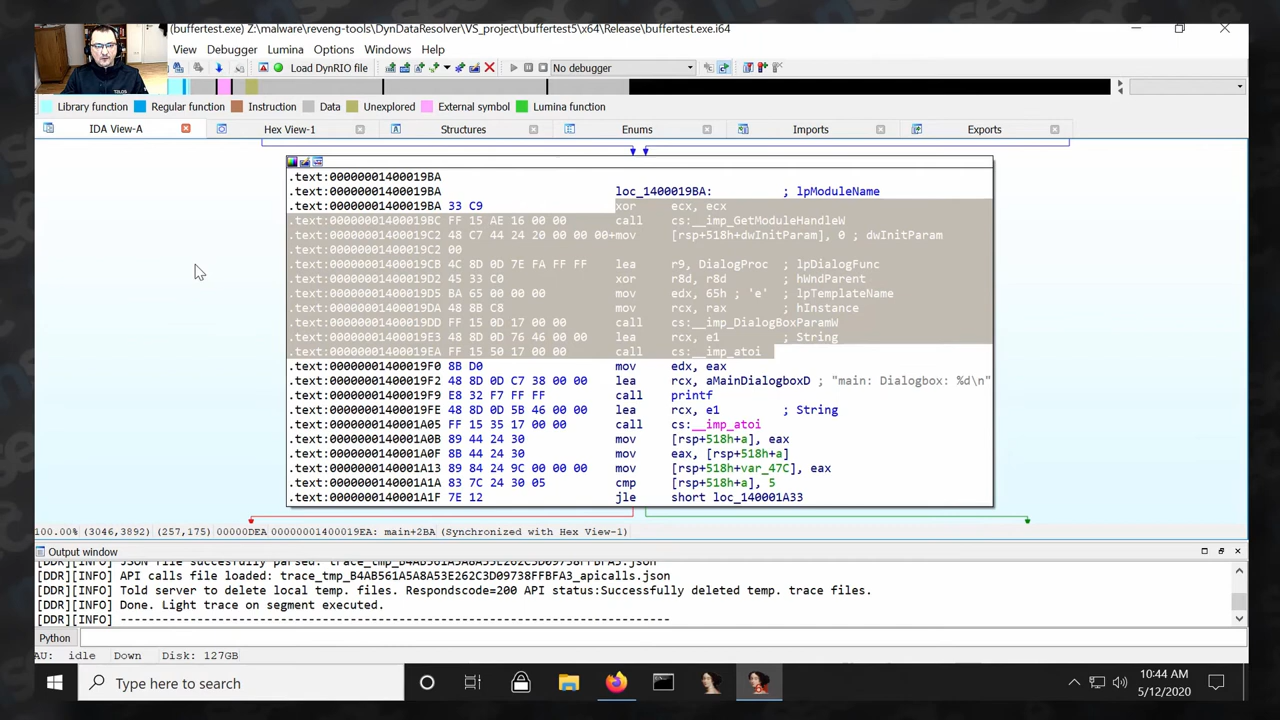 (buffertest.exe) Z:\malware\reveng-tools\DynDataResolver\VS_project\buffertest5\x64\Release\buffertest.exe.i64
View Debugger Lumina Options Windows Help
Load DynRIO file No debugger
Library function Regular function Instruction Data Unexplored External symbol Lumina function
IDA View-A Hex View-1 Structures Enums Imports Exports
.text:00000001400019BA
.text:00000001400019BA loc_1400019BA: ; lpModuleName
.text:00000001400019BA 33 C9 xor ecx, ecx
.text:00000001400019BC FF 15 AE 16 00 00 call cs:__imp_GetModuleHandleW
.text:00000001400019C2 48 C7 44 24 20 00 00 00+mov [rsp+518h+dwInitParam], 0 ; dwInitParam
.text:00000001400019C2 00
.text:00000001400019CB 4C 8D 0D 7E FA FF FF lea r9, DialogProc ; lpDialogFunc
.text:00000001400019D2 45 33 C0 xor r8d, r8d ; hWndParent
.text:00000001400019D5 BA 65 00 00 00 mov edx, 65h ; 'e' ; lpTemplateName
.text:00000001400019DA 48 8B C8 mov rcx, rax ; hInstance
.text:00000001400019DD FF 15 0D 17 00 00 call cs:__imp_DialogBoxParamW
.text:00000001400019E3 48 8D 0D 76 46 00 00 lea rcx, e1 ; String
.text:00000001400019EA FF 15 50 17 00 00 call cs:__imp_atoi
.text:00000001400019F0 8B D0 mov edx, eax
.text:00000001400019F2 48 8D 0D C7 38 00 00 lea rcx, aMainDialogboxD ; "main: Dialogbox: %d\n"
.text:00000001400019F9 E8 32 F7 FF FF call printf
.text:00000001400019FE 48 8D 0D 5B 46 00 00 lea rcx, e1 ; String
.text:0000000140001A05 FF 15 35 17 00 00 call cs:__imp_atoi
.text:0000000140001A0B 89 44 24 30 mov [rsp+518h+a], eax
.text:0000000140001A0F 8B 44 24 30 mov eax, [rsp+518h+a]
.text:0000000140001A13 89 84 24 9C 00 00 00 mov [rsp+518h+var_47C], eax
.text:0000000140001A1A 83 7C 24 30 05 cmp [rsp+518h+a], 5
.text:0000000140001A1F 7E 12 jle short loc_140001A33
100.00% (3046,3892) (257,175) 00000DEA 00000001400019EA: main+2BA (Synchronized with Hex View-1)
Output window
[DDR][INFO] JSON file succesfully parsed: trace_tmp_B4AB561A5A8A53E262C3D09738FFBFA3.json
[DDR][INFO] API calls file loaded: trace_tmp_B4AB561A5A8A53E262C3D09738FFBFA3_apicalls.json
[DDR][INFO] Told server to delete local temp. files. Respondscode=200 API status:Successfully deleted temp. trace files.
[DDR][INFO] Done. Light trace on segment executed.
[DDR][INFO] ----------------------------------------------------------------------
Python
AU: idle Down Disk: 127GB
Type here to search
10:44 AM
5/12/2020